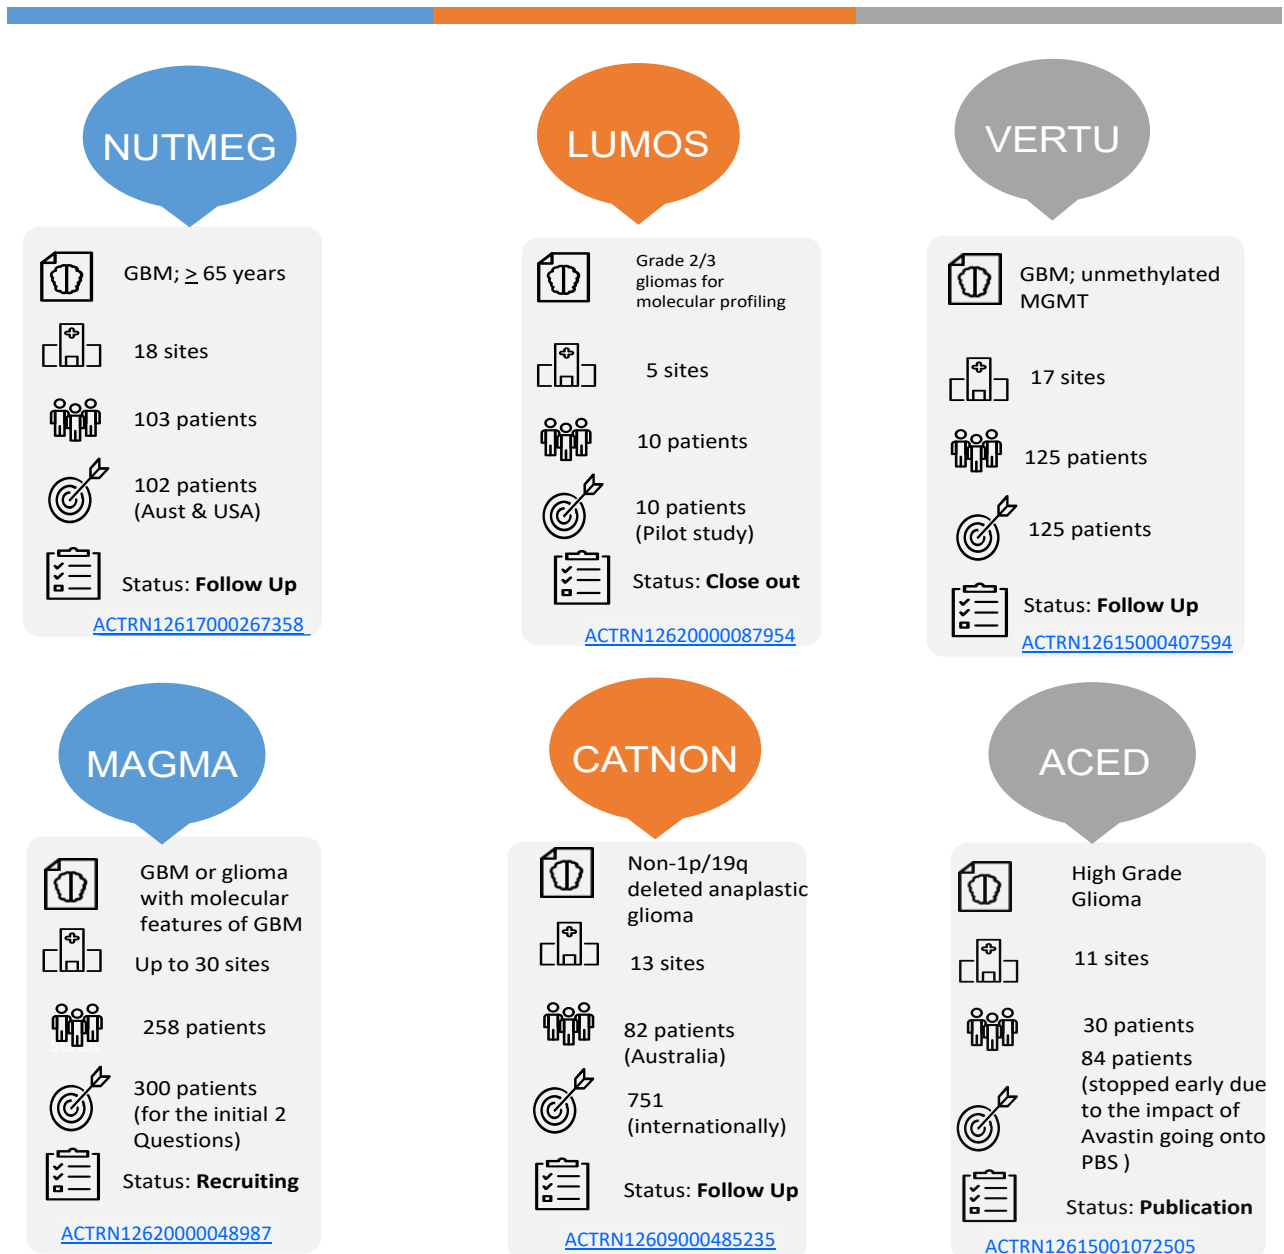 NUTMEG
GBM; ≥ 65 years
18 sites
103 patients
102 patients
(Aust & USA)
Status: Follow Up
ACTRN12617000267358
LUMOS
Grade 2/3
gliomas for
molecular profiling
5 sites
10 patients
10 patients
(Pilot study)
Status: Close out
ACTRN12620000087954
VERTU
GBM; unmethylated
MGMT
17 sites
125 patients
125 patients
Status: Follow Up
ACTRN12615000407594
MAGMA
GBM or glioma
with molecular
features of GBM
Up to 30 sites
258 patients
300 patients
(for the initial 2
Questions)
Status: Recruiting
ACTRN12620000048987
CATNON
Non-1p/19q
deleted anaplastic
glioma
13 sites
82 patients
(Australia)
751
(internationally)
Status: Follow Up
ACTRN12609000485235
ACED
High Grade
Glioma
11 sites
30 patients
84 patients
(stopped early due
to the impact of
Avastin going onto
PBS )
Status: Publication
ACTRN12615001072505